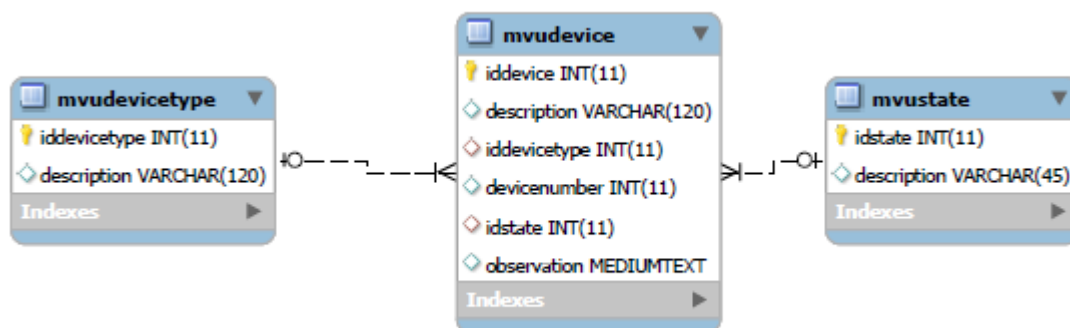 mvudevicetype
iddevicetype INT(11)
description VARCHAR(120)
Indexes
mvudevice
iddevice INT(11)
description VARCHAR(120)
iddevicetype INT(11)
devicenumber INT(11)
idstate INT(11)
observation MEDIUMTEXT
Indexes
mvustate
idstate INT(11)
description VARCHAR(45)
Indexes